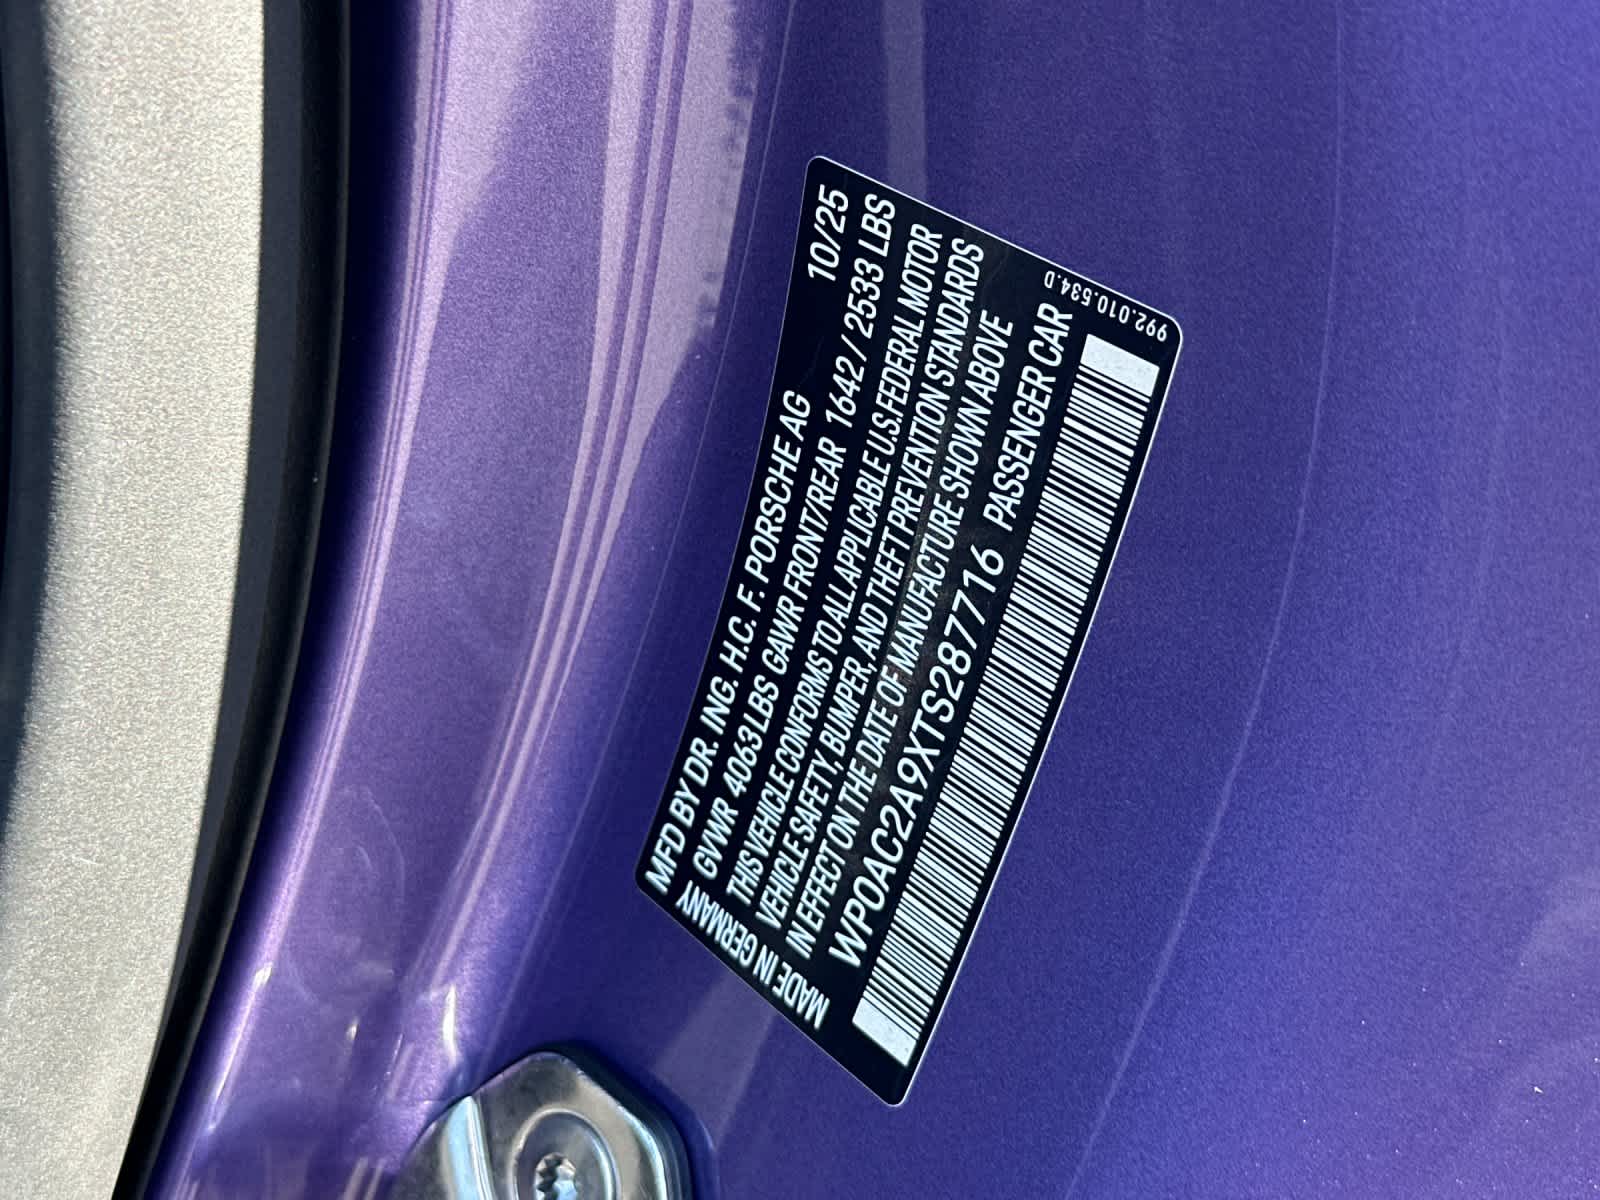 MFD BY DR. ING. H.C. F. PORSCHE AG 10/25
GVWR 4063LBS GAWR FRONT/REAR 1642 / 2533 LBS
THIS VEHICLE CONFORMS TO ALL APPLICABLE U.S.FEDERAL MOTOR
VEHICLE SAFETY, BUMPER, AND THEFT PREVENTION STANDARDS
IN EFFECT ON THE DATE OF MANUFACTURE SHOWN ABOVE
WP0AC2A9XTS287716 PASSENGER CAR
MADE IN GERMANY
992.010.534.D